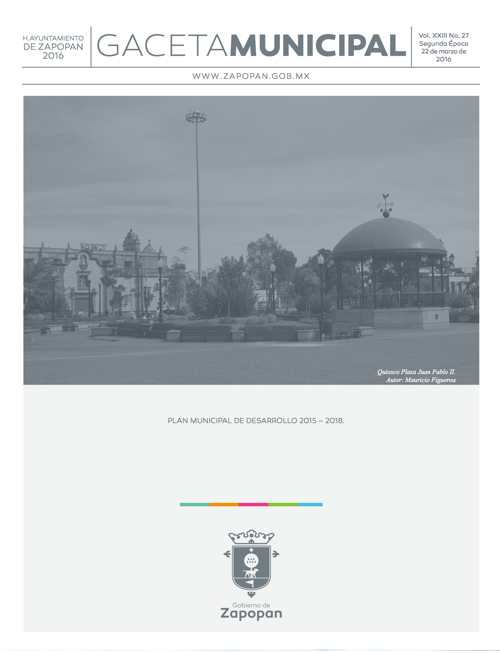 H.AYUNTAMIENTO
DE ZAPOPAN
2016
GACETAMUNICIPAL
Vol. XXIII No. 27
Segunda Época
22 de marzo de
2016
WWW.ZAPOPAN.GOB.MX
Quiosco Plaza Juan Pablo II.
Autor: Mauricio Figueroa
PLAN MUNICIPAL DE DESARROLLO 2015 – 2018.
Gobierno de
Zapopan